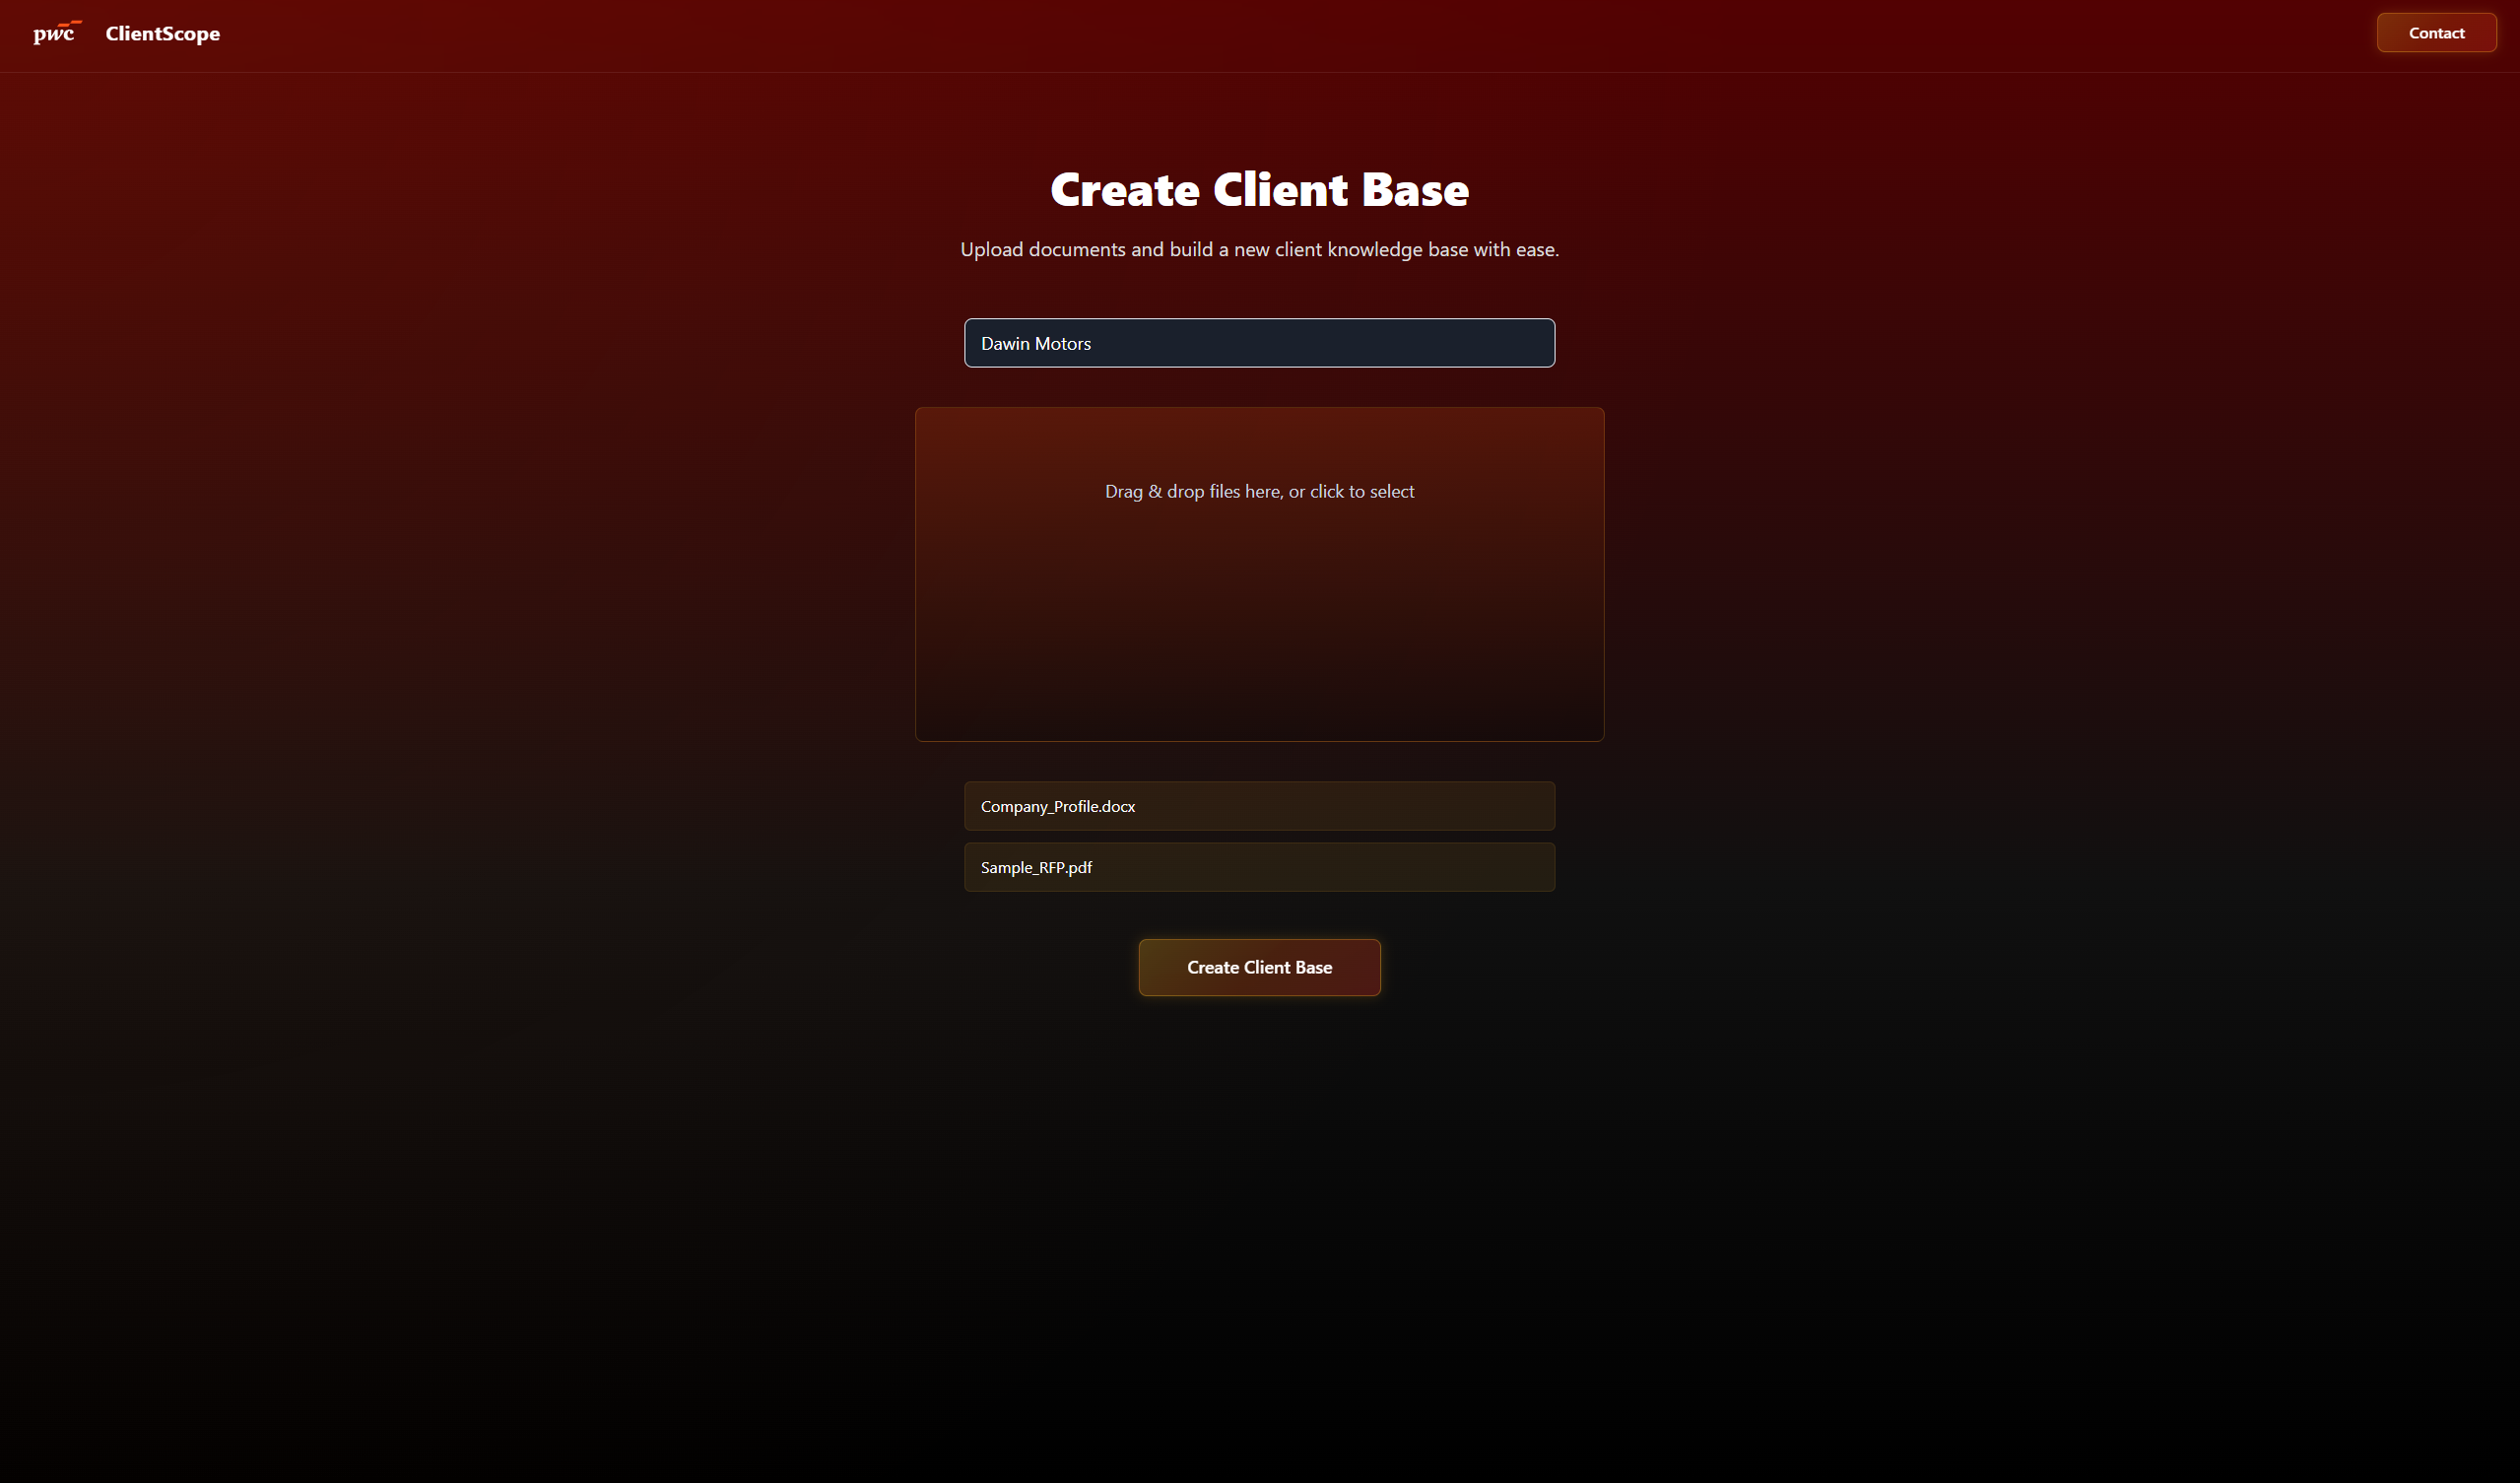 pwc
ClientScope
Contact
Create Client Base
Upload documents and build a new client knowledge base with ease.
Dawin Motors
Drag & drop files here, or click to select
Company_Profile.docx
Sample_RFP.pdf
Create Client Base